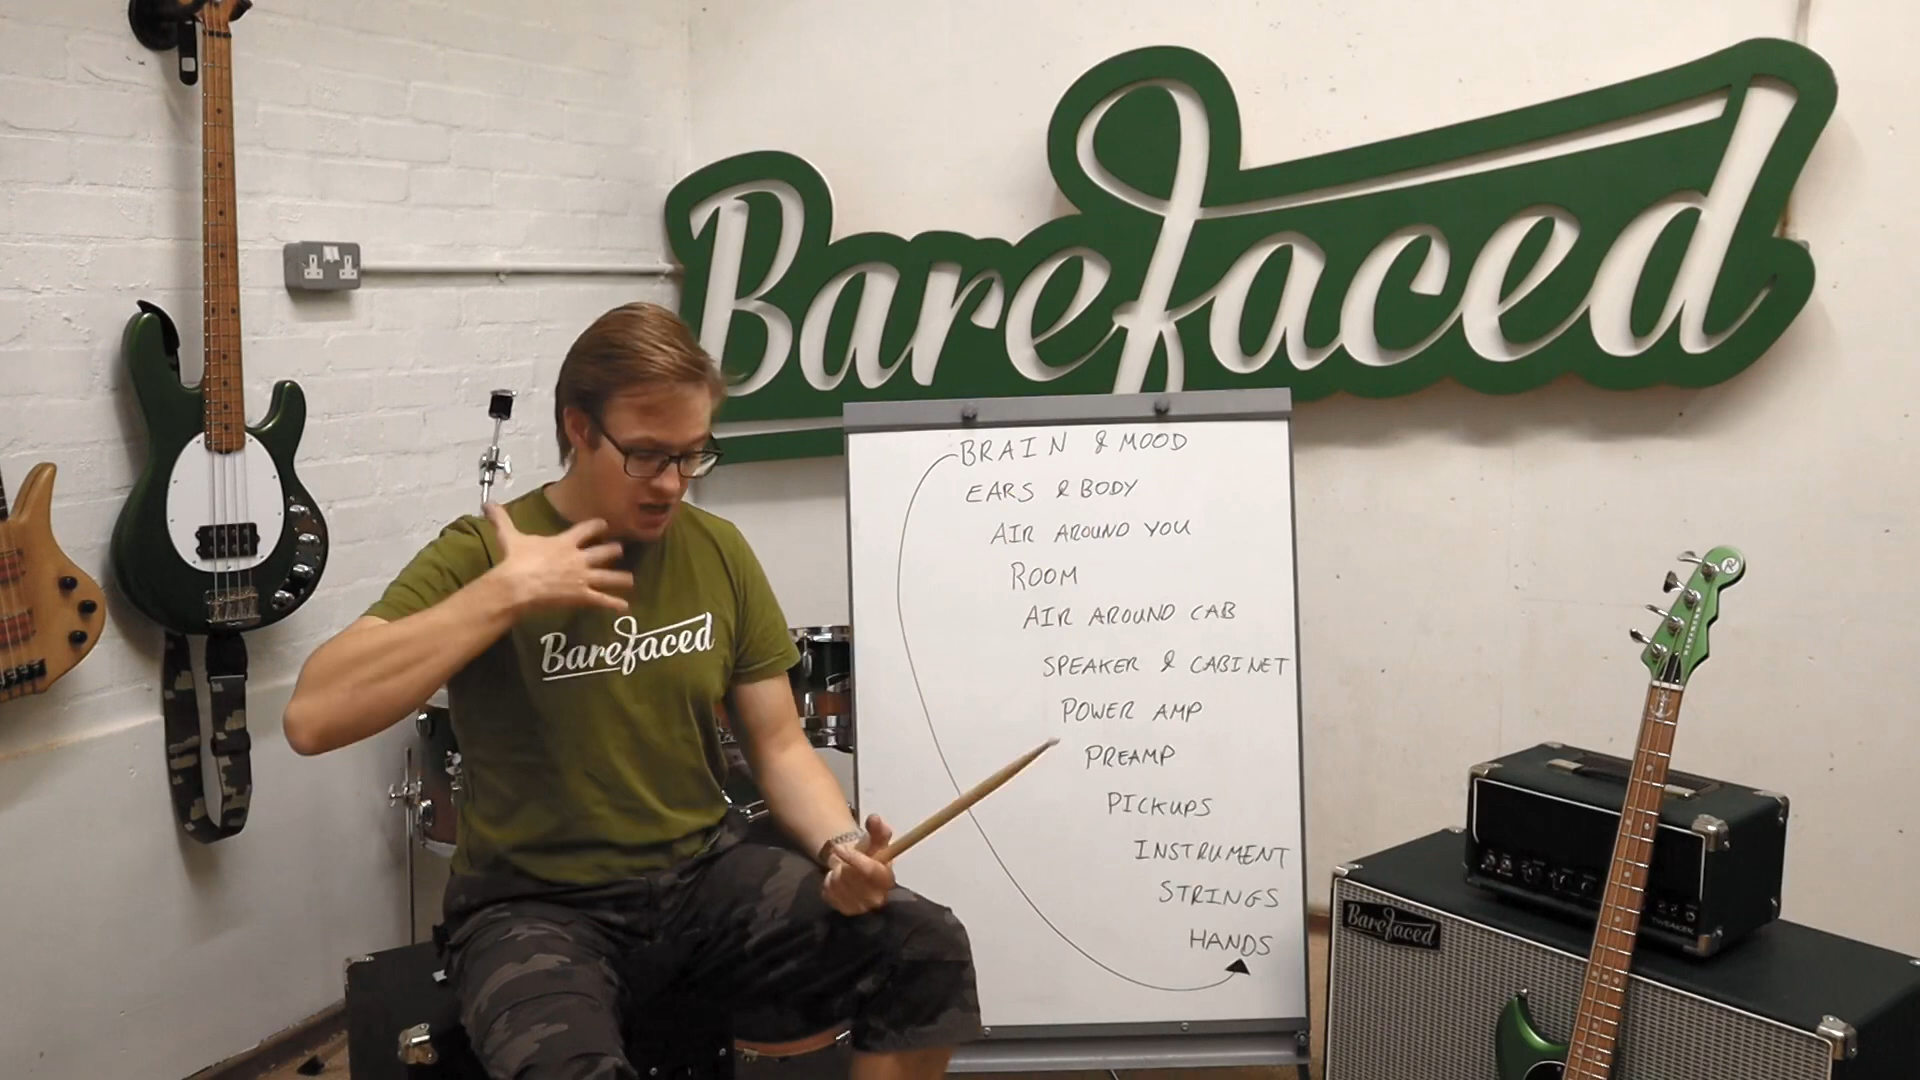 Barefaced
BRAIN & MOOD
EARS & BODY
AIR AROUND YOU
ROOM
AIR AROUND CAB
SPEAKER & CABINET
POWER AMP
PREAMP
PICKUPS
INSTRUMENT
STRINGS
HANDS
Barefaced
Barefaced
TWEAKER